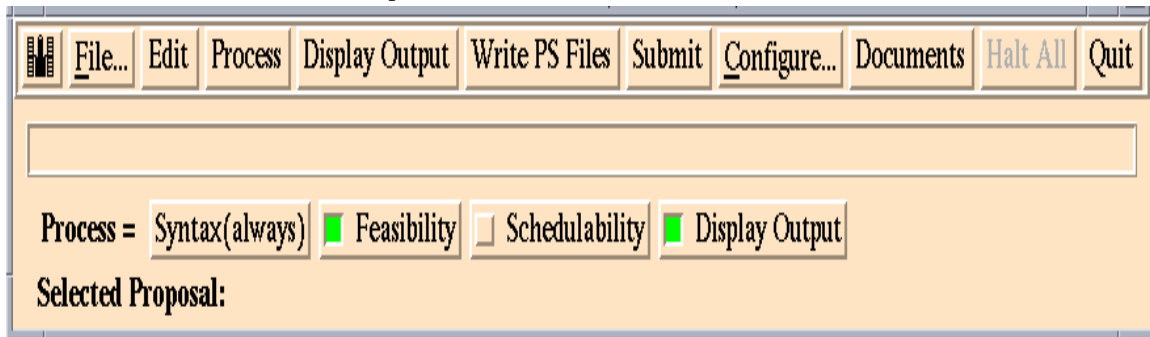 File... Edit Process Display Output Write PS Files Submit Configure... Documents Halt All Quit
Process = Syntax(always) Feasibility Schedulability Display Output
Selected Proposal: